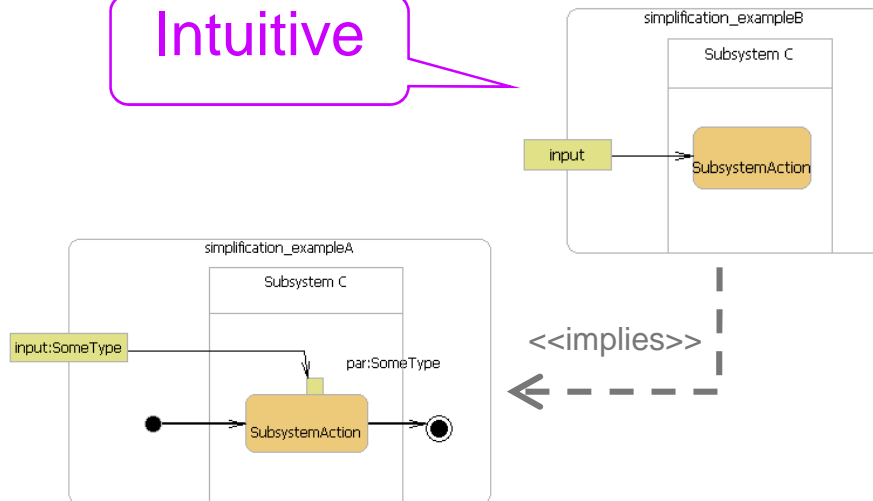 Intuitive
simplification_exampleB
Subsystem C
input
SubsystemAction
simplification_exampleA
Subsystem C
<<implies>>
input:SomeType
par:SomeType
SubsystemAction